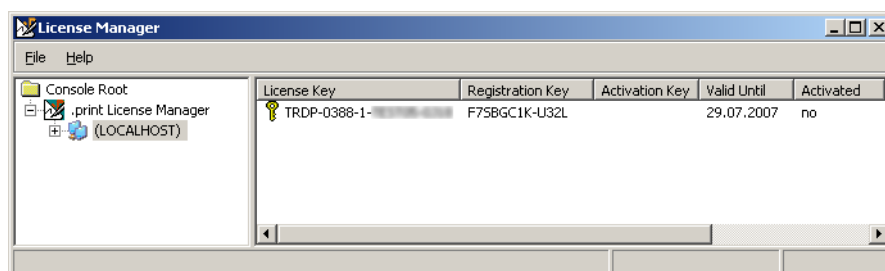 License Manager
File Help
Console Root
.print License Manager
(LOCALHOST)
License Key Registration Key Activation Key Valid Until Activated
TRDP-0388-1- F7SBGC1K-U32L 29.07.2007 no